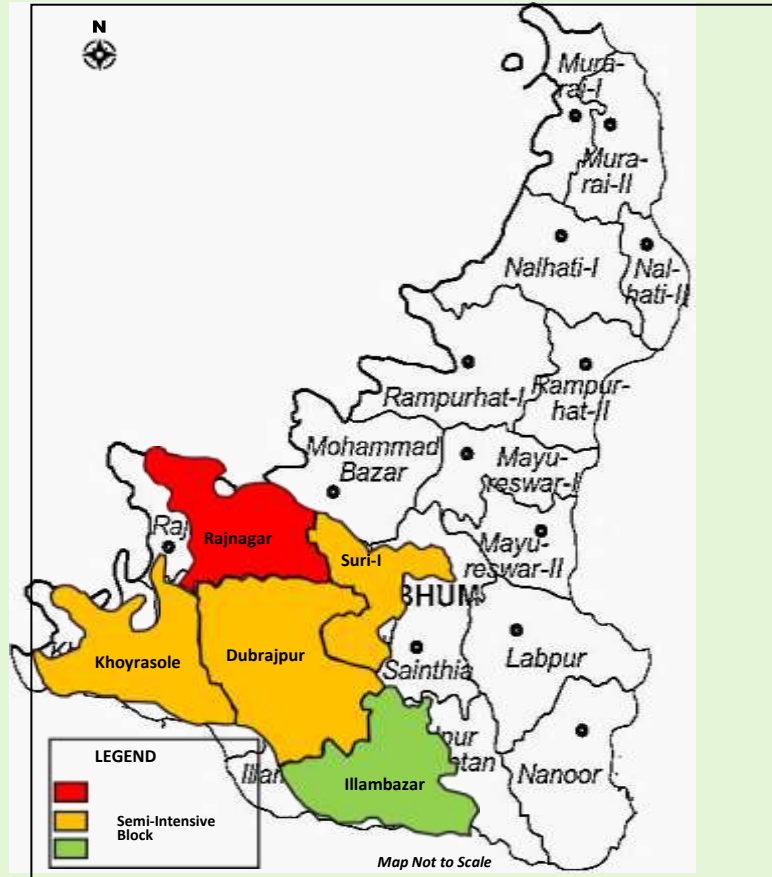 N
Mura-
rai-I
Mura-
rai-II
Nalhati-I
Nal-
hati-II
Rampurhat-I
Rampur-
hat-II
Mohammad
Bazar
Mayu-
reswar-I
Raj
Rajnagar
Suri-I
Mayu-
reswar-II
BHUM
Khoyrasole
Dubrajpur
Sainthia
Labpur
LEGEND
Semi-Intensive
Block
Illambazar
Nanoor
Map Not to Scale